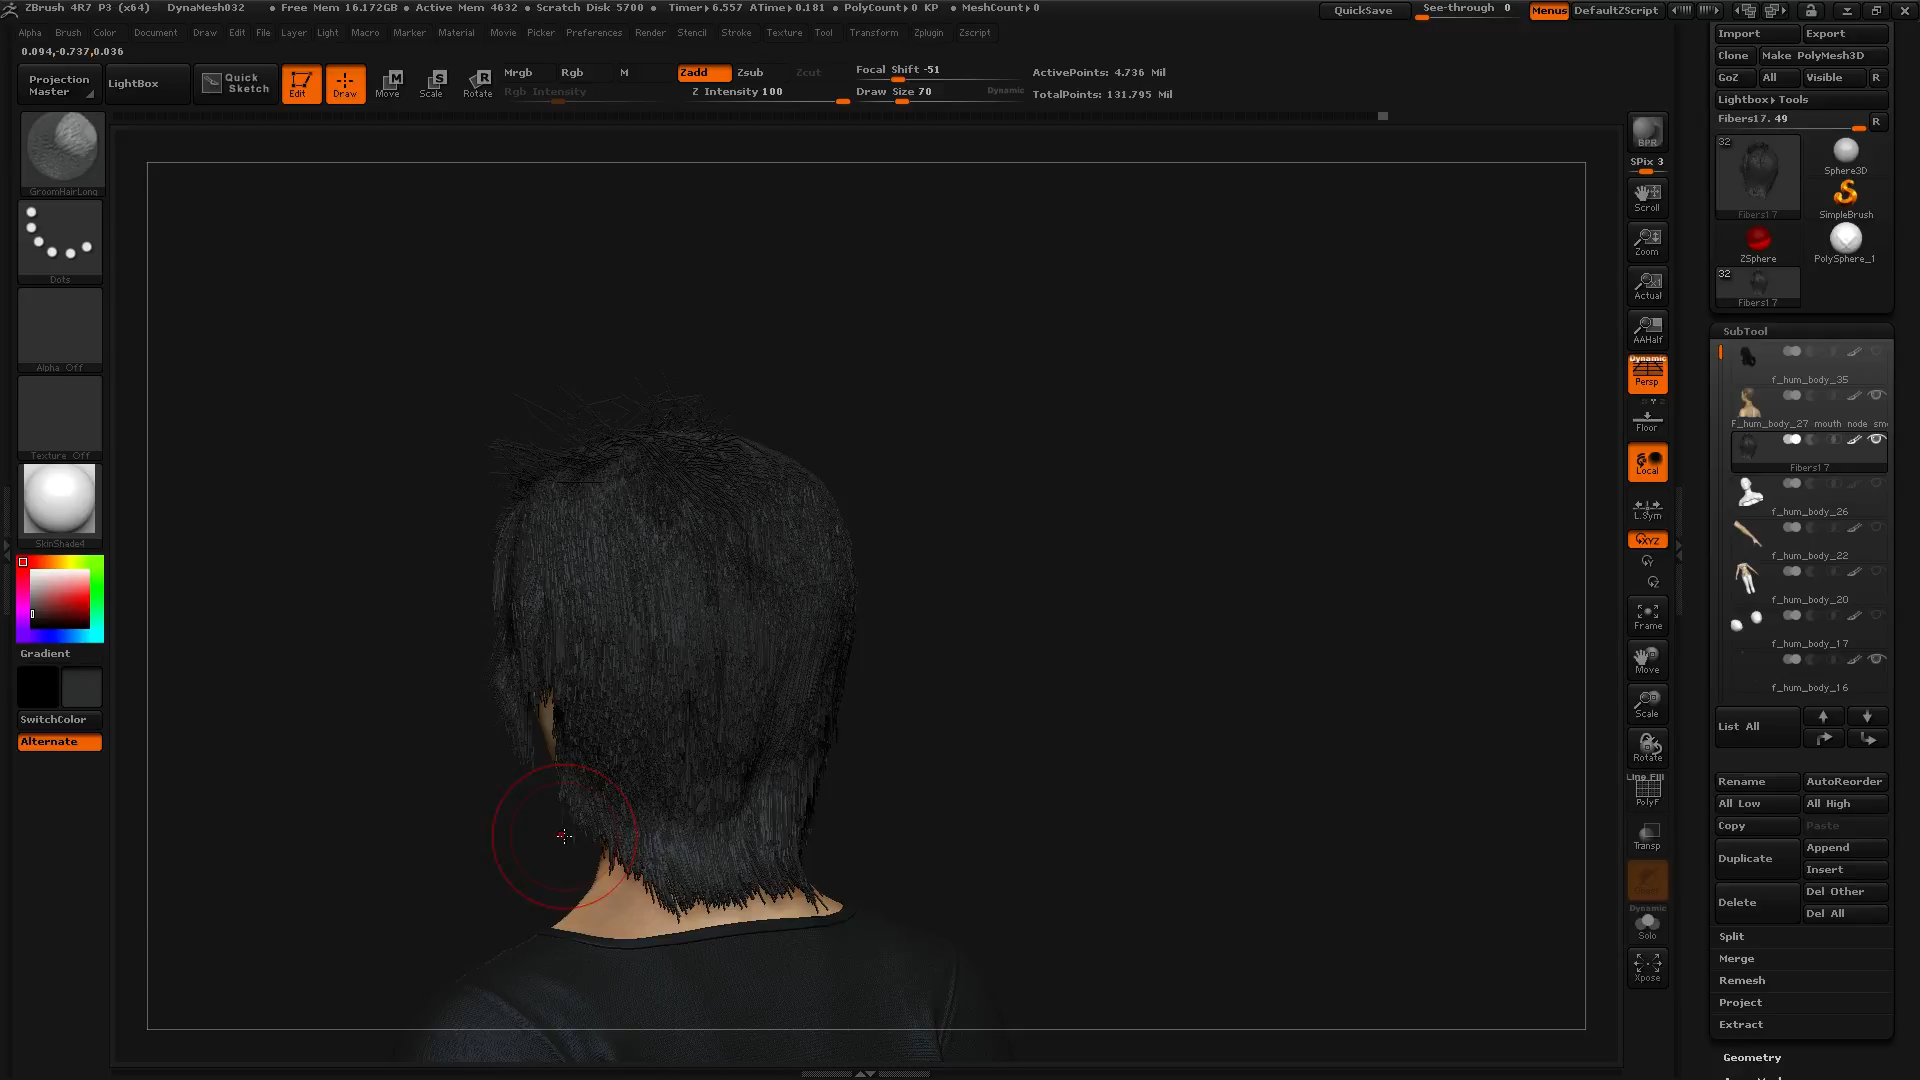 ZBrush 4R7 P3 (x64) DynaMesh032 • Free Mem 16.172GB • Active Mem 4632 • Scratch Disk 5700 • Timer▸6.557 ATime▸0.181 • PolyCount▸0 KP • MeshCount▸0 QuickSave See-through 0 Menus DefaultZScript
Alpha Brush Color Document Draw Edit File Layer Light Macro Marker Material Movie Picker Preferences Render Stencil Stroke Texture Tool Transform Zplugin Zscript
0.094,-0.737,0.036
Projection Master
LightBox
Quick Sketch
Edit
Draw
Move
Scale
Rotate
Mrgb Rgb M
Rgb Intensity
Zadd Zsub Zcut
Z Intensity 100
Focal Shift -51
Draw Size 70
Dynamic
ActivePoints: 4.736 Mil
TotalPoints: 131.795 Mil
GroomHairLong
Dots
Alpha Off
Texture Off
SkinShade4
Gradient
SwitchColor
Alternate
BPR
SPix 3
Scroll
Zoom
Actual
AAHalf
Dynamic
Persp
Floor
Local
L.Sym
XYZ
Frame
Move
Scale
Rotate
Line Fill
PolyF
Transp
Dynamic
Solo
Xpose
Import Export
Clone Make PolyMesh3D
GoZ All Visible R
Lightbox▸Tools
Fibers17. 49 R
32
Fibers17
Sphere3D
SimpleBrush
ZSphere
PolySphere_1
32
Fibers17
SubTool
f_hum_body_35
F_hum_body_27_mouth_node_smo
Fibers17
f_hum_body_26
f_hum_body_22
f_hum_body_20
f_hum_body_17
f_hum_body_16
List All
Rename AutoReorder
All Low All High
Copy Paste
Duplicate Append
Insert
Delete Del Other
Del All
Split
Merge
Remesh
Project
Extract
Geometry